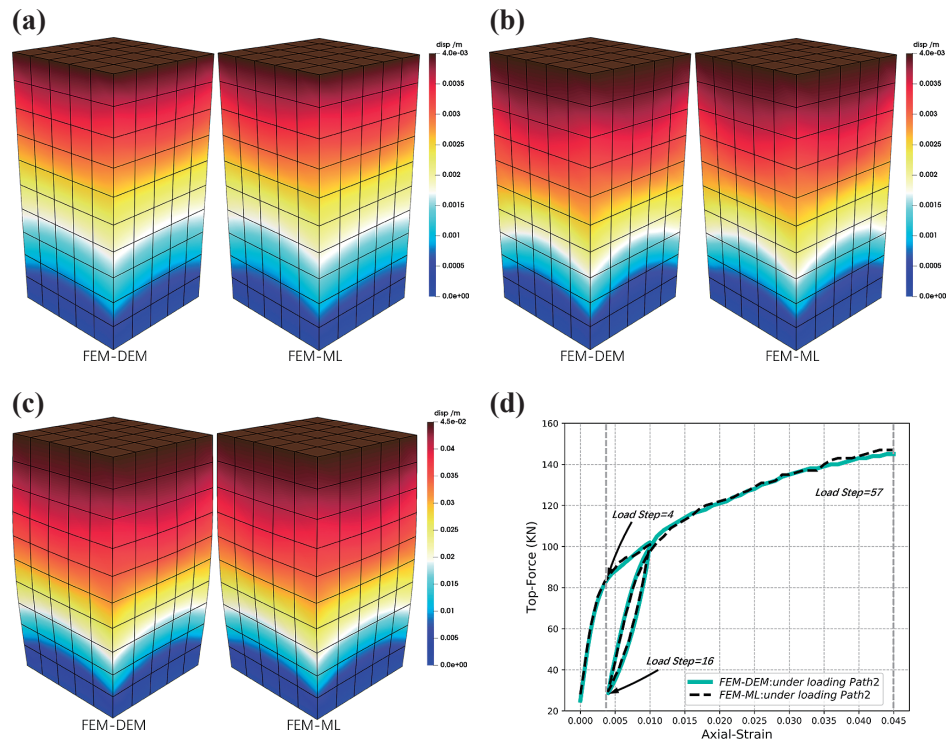 (a)
disp /m
4.0e-03
0.0035
0.003
0.0025
0.002
0.0015
0.001
0.0005
0.0e+00
FEM-DEM
FEM-ML
(b)
disp /m
4.0e-03
0.0035
0.003
0.0025
0.002
0.0015
0.001
0.0005
0.0e+00
FEM-DEM
FEM-ML
(c)
disp /m
4.5e-02
0.04
0.035
0.03
0.025
0.02
0.015
0.01
0.005
0.0e+00
FEM-DEM
FEM-ML
(d)
160
140
120
100
80
60
40
20
Top-Force (KN)
Load Step=57
Load Step=4
Load Step=16
FEM-DEM:under loading Path2
FEM-ML:under loading Path2
0.000 0.005 0.010 0.015 0.020 0.025 0.030 0.035 0.040 0.045
Axial-Strain